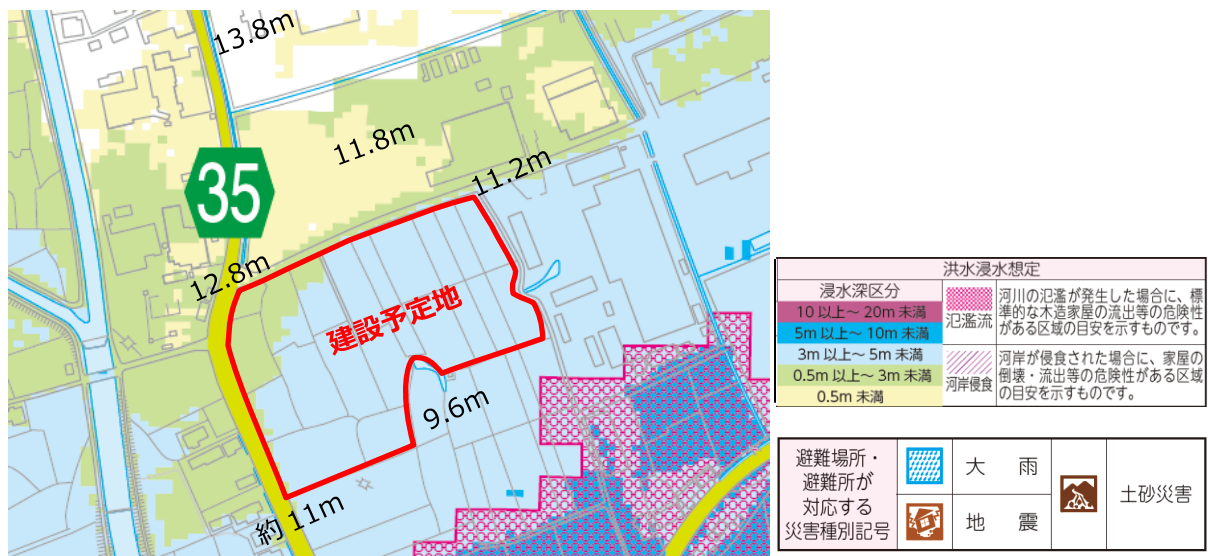 13.8m
11.8m
35
11.2m
12.8m
建設予定地
9.6m
約 11m
洪水浸水想定
浸水深区分
10 以上～ 20m 未満
5m 以上～ 10m 未満
3m 以上～ 5m 未満
0.5m 以上～ 3m 未満
0.5m 未満
氾濫流
河川の氾濫が発生した場合に、標
準的な木造家屋の流出等の危険性
がある区域の目安を示すものです。
河岸侵食
河岸が侵食された場合に、家屋の
倒壊・流出等の危険性がある区域
の目安を示すものです。
避難場所・
避難所が
対応する
災害種別記号
大 雨
地 震
土砂災害